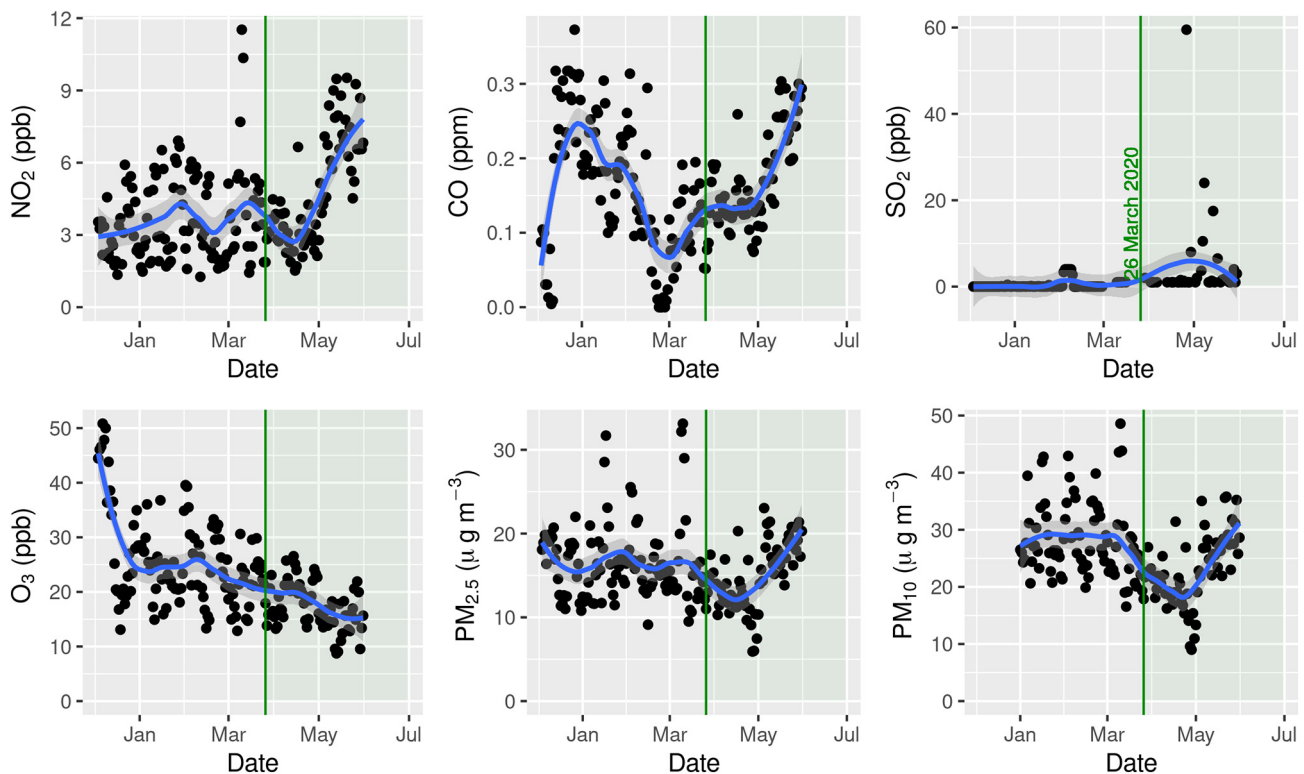 NO₂ (ppb)
12
9
6
3
0
Jan Mar May Jul
Date
CO (ppm)
0.3
0.2
0.1
0.0
Jan Mar May Jul
Date
SO₂ (ppb)
60
40
20
0
26 March 2020
Jan Mar May Jul
Date
O₃ (ppb)
50
40
30
20
10
0
Jan Mar May Jul
Date
PM₂.₅ (μ g m⁻³)
30
20
10
0
Jan Mar May Jul
Date
PM₁₀ (μ g m⁻³)
50
40
30
20
10
0
Jan Mar May Jul
Date